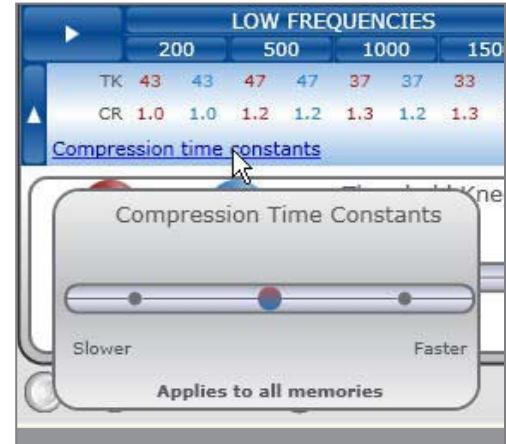 LOW FREQUENCIES
200 500 1000
TK 43 43 47 47 37 37 33
CR 1.0 1.0 1.2 1.2 1.3 1.2 1.3
Compression time constants
Compression Time Constants
Slower Faster
Applies to all memories